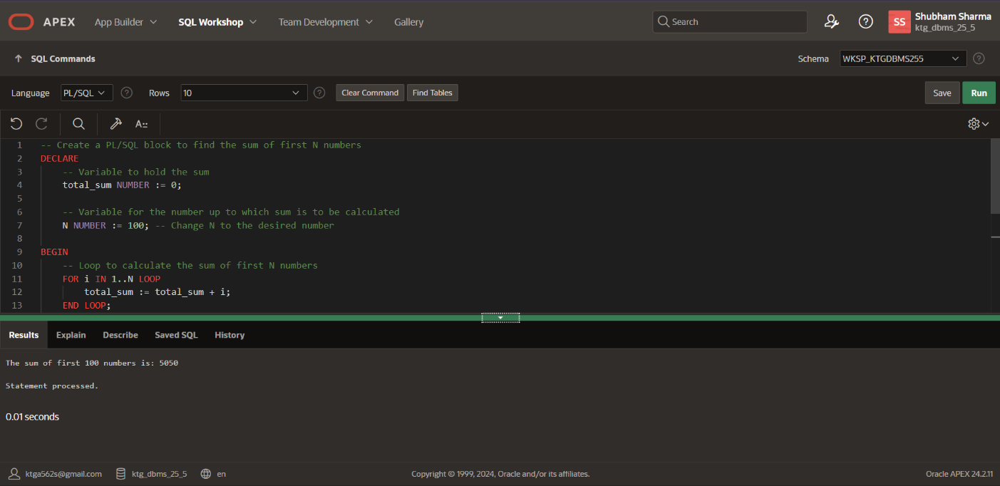 APEX App Builder SQL Workshop Team Development Gallery Search SS Shubham Sharma
ktg_dbms_25_5
SQL Commands Schema WKSP_KTGDBMS255
Language PL/SQL Rows 10 Clear Command Find Tables Save Run
A::
1 -- Create a PL/SQL block to find the sum of first N numbers
2 DECLARE
3 -- Variable to hold the sum
4 total_sum NUMBER := 0;
5
6 -- Variable for the number up to which sum is to be calculated
7 N NUMBER := 100; -- Change N to the desired number
8
9 BEGIN
10 -- Loop to calculate the sum of first N numbers
11 FOR i IN 1..N LOOP
12 total_sum := total_sum + i;
13 END LOOP;
Results Explain Describe Saved SQL History
The sum of first 100 numbers is: 5050
Statement processed.
0.01 seconds
ktga562s@gmail.com ktg_dbms_25_5 en Copyright © 1999, 2024, Oracle and/or its affiliates. Oracle APEX 24.2.11